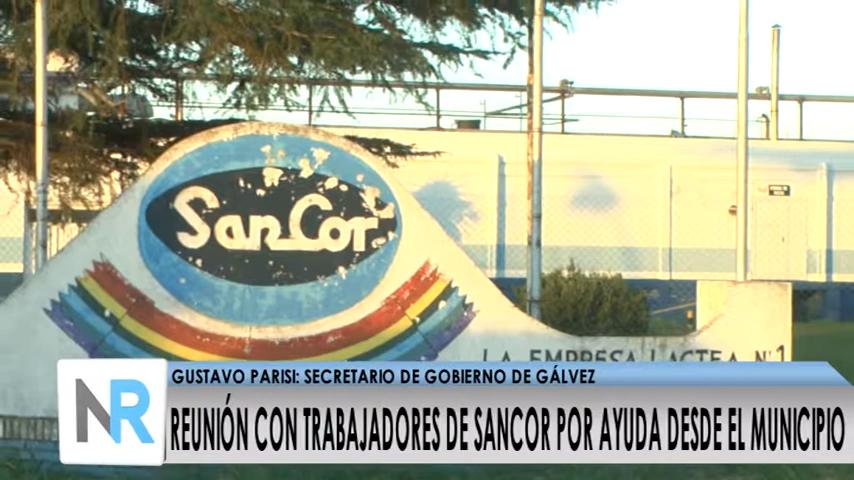 SanCor
LA EMPRESA LACTEA Nº1
GUSTAVO PARISI: SECRETARIO DE GOBIERNO DE GÁLVEZ
NR
REUNIÓN CON TRABAJADORES DE SANCOR POR AYUDA DESDE EL MUNICIPIO